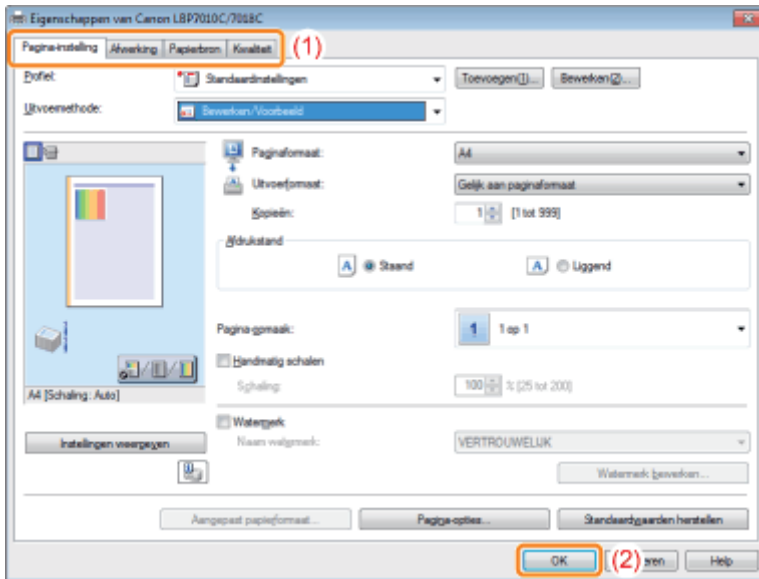 Eigenschappen van Canon LBP7010C/7018C
Pagina-instelling Afwerking Papierbron Kwaliteit (1)
Profiel: Standaardinstellingen Toevoegen(1)... Bewerken(2)...
Uitvoermethode: Bewerken/Voorbeeld
Paginaformaat: A4
Uitvoerformaat: Gelijk aan paginaformaat
Kopieën: 1 [1 tot 999]
Afdrukstand
A Staand A Liggend
Pagina-opmaak: 1 1 op 1
Handmatig schalen
Schaling: 100 % [25 tot 200]
A4 [Schaling: Auto]
Watermerk
Instellingen weergeven Naam watermerk: VERTROUWELIJK
Watermerk bewerken...
Aangepast papierformaat... Pagina-opties... Standaardwaarden herstellen
OK (2) eren Help